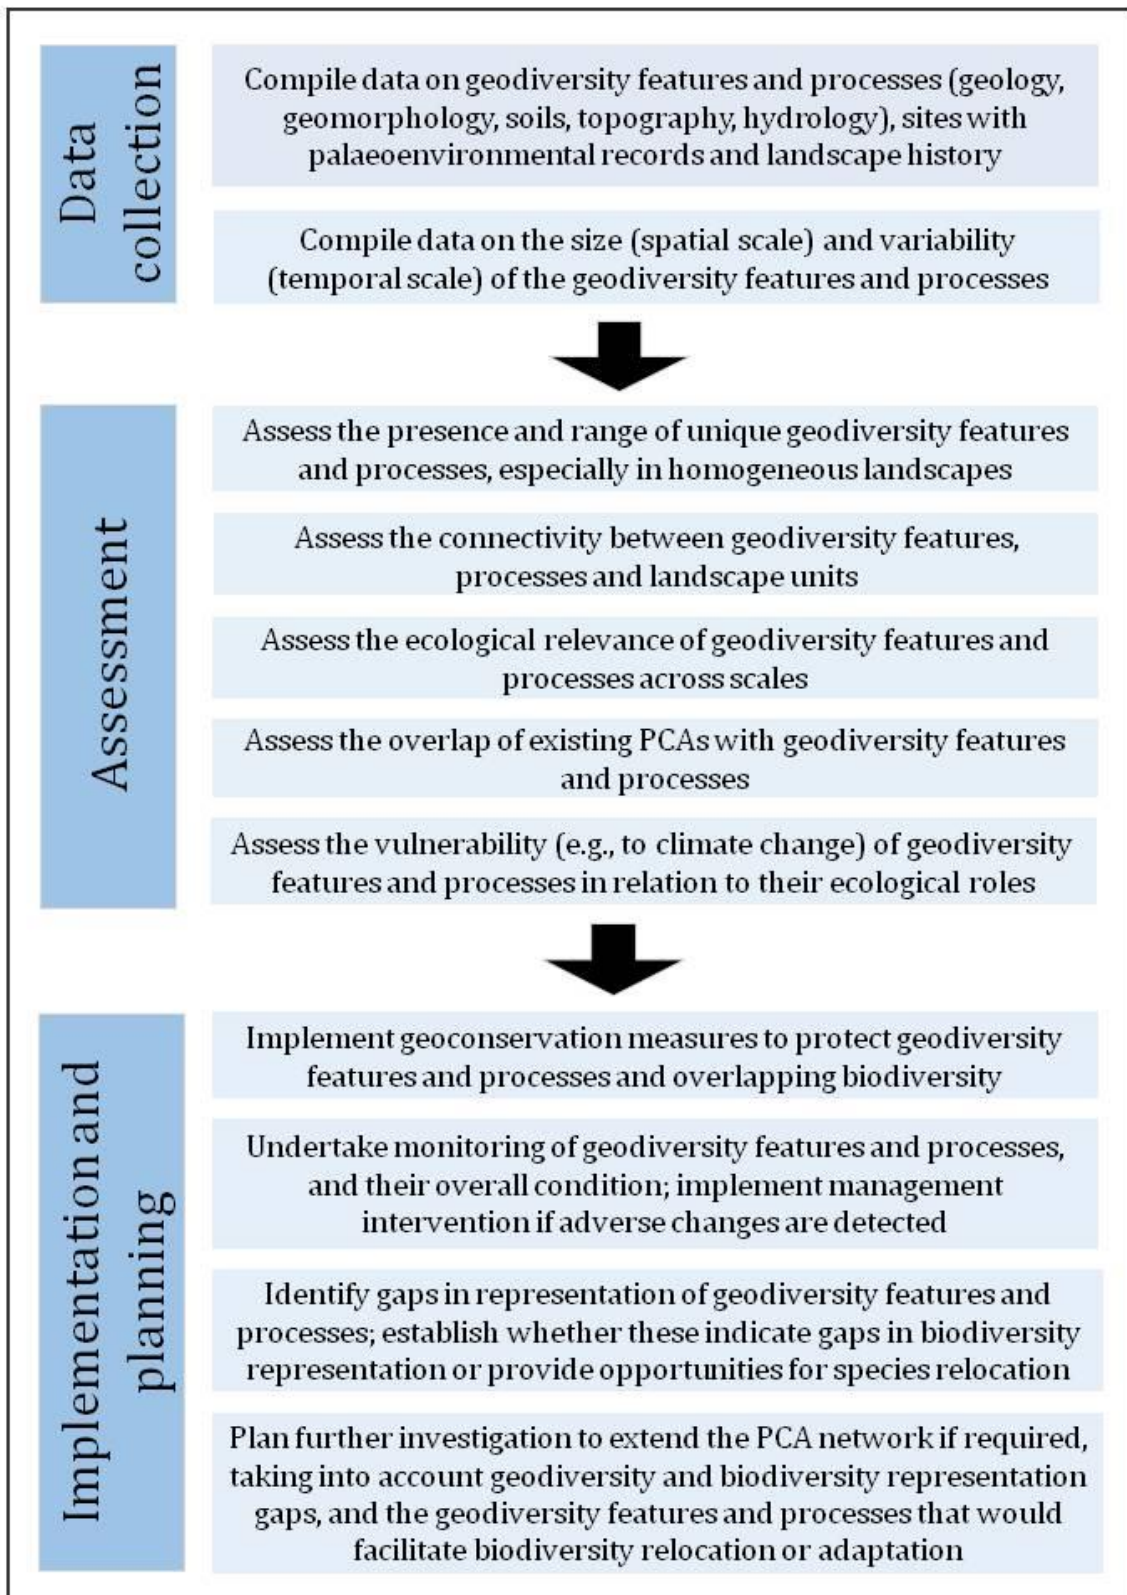 Data
collection
Compile data on geodiversity features and processes (geology,
geomorphology, soils, topography, hydrology), sites with
palaeoenvironmental records and landscape history
Compile data on the size (spatial scale) and variability
(temporal scale) of the geodiversity features and processes
Assessment
Assess the presence and range of unique geodiversity features
and processes, especially in homogeneous landscapes
Assess the connectivity between geodiversity features,
processes and landscape units
Assess the ecological relevance of geodiversity features and
processes across scales
Assess the overlap of existing PCAs with geodiversity features
and processes
Assess the vulnerability (e.g., to climate change) of geodiversity
features and processes in relation to their ecological roles
Implementation and
planning
Implement geoconservation measures to protect geodiversity
features and processes and overlapping biodiversity
Undertake monitoring of geodiversity features and processes,
and their overall condition; implement management
intervention if adverse changes are detected
Identify gaps in representation of geodiversity features and
processes; establish whether these indicate gaps in biodiversity
representation or provide opportunities for species relocation
Plan further investigation to extend the PCA network if required,
taking into account geodiversity and biodiversity representation
gaps, and the geodiversity features and processes that would
facilitate biodiversity relocation or adaptation